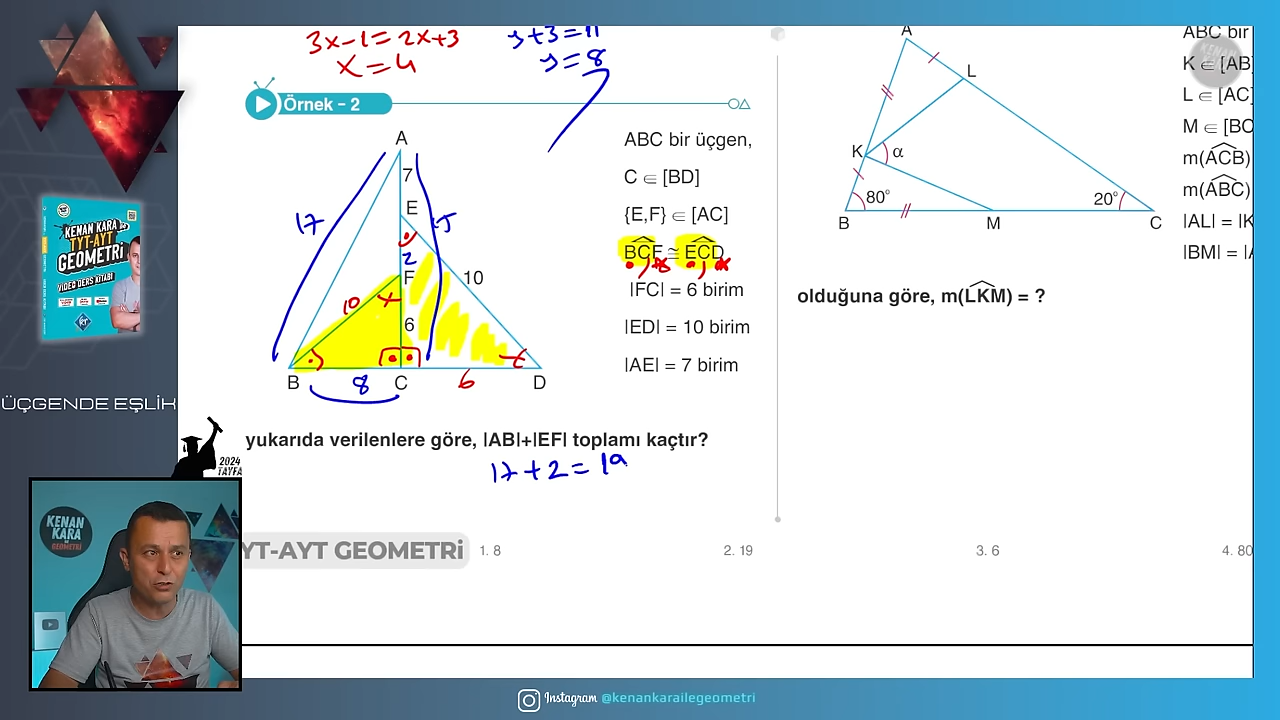 3x-1=2x+3
x=4
y+3=11
y=8
Örnek - 2
A
7
E
17
15
2
F
10
10
x
6
B
8
C
6
D
ABC bir üçgen,
C ∈ [BD]
{E,F} ∈ [AC]
BCF ≅ ECD
|FC| = 6 birim
|ED| = 10 birim
|AE| = 7 birim
yukarıda verilenlere göre, |AB|+|EF| toplamı kaçtır?
17+2=19
A
L
K
α
B
80°
M
20°
C
ABC bir
K ∈ [AB]
L ∈ [AC]
M ∈ [BC
m(ACB)
m(ABC)
|AL| = |K
|BM| = |A
olduğuna göre, m(LKM) = ?
KENAN KARA
TYT-AYT
GEOMETRİ
VİDEO DERS KİTABI
ÜÇGENDE EŞLİK
2024
TAYFA
YT-AYT GEOMETRİ
1. 8
2. 19
3. 6
4. 80
KENAN
KARA
GEOMETRİ
Instagram @kenankarailegeometri